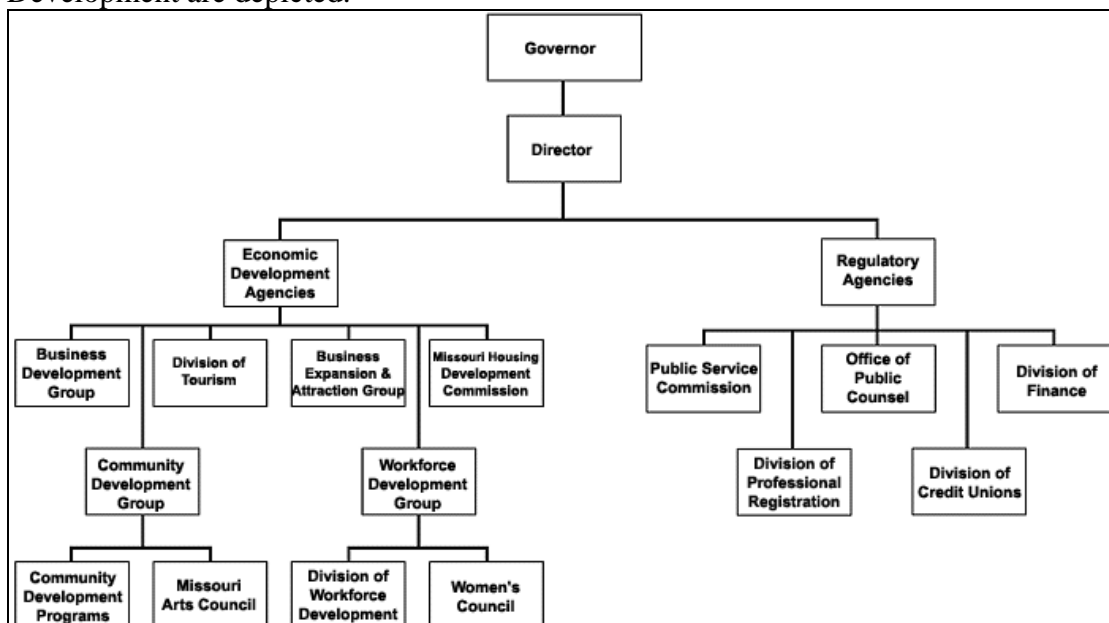 Development are depicted.
Governor
Director
Economic
Development
Agencies
Regulatory
Agencies
Business
Development
Group
Division of
Tourism
Business
Expansion &
Attraction Group
Missouri Housing
Development
Commission
Public Service
Commission
Office of
Public
Counsel
Division of
Finance
Community
Development
Group
Workforce
Development
Group
Division of
Professional
Registration
Division of
Credit Unions
Community
Development
Programs
Missouri
Arts Council
Division of
Workforce
Development
Women's
Council